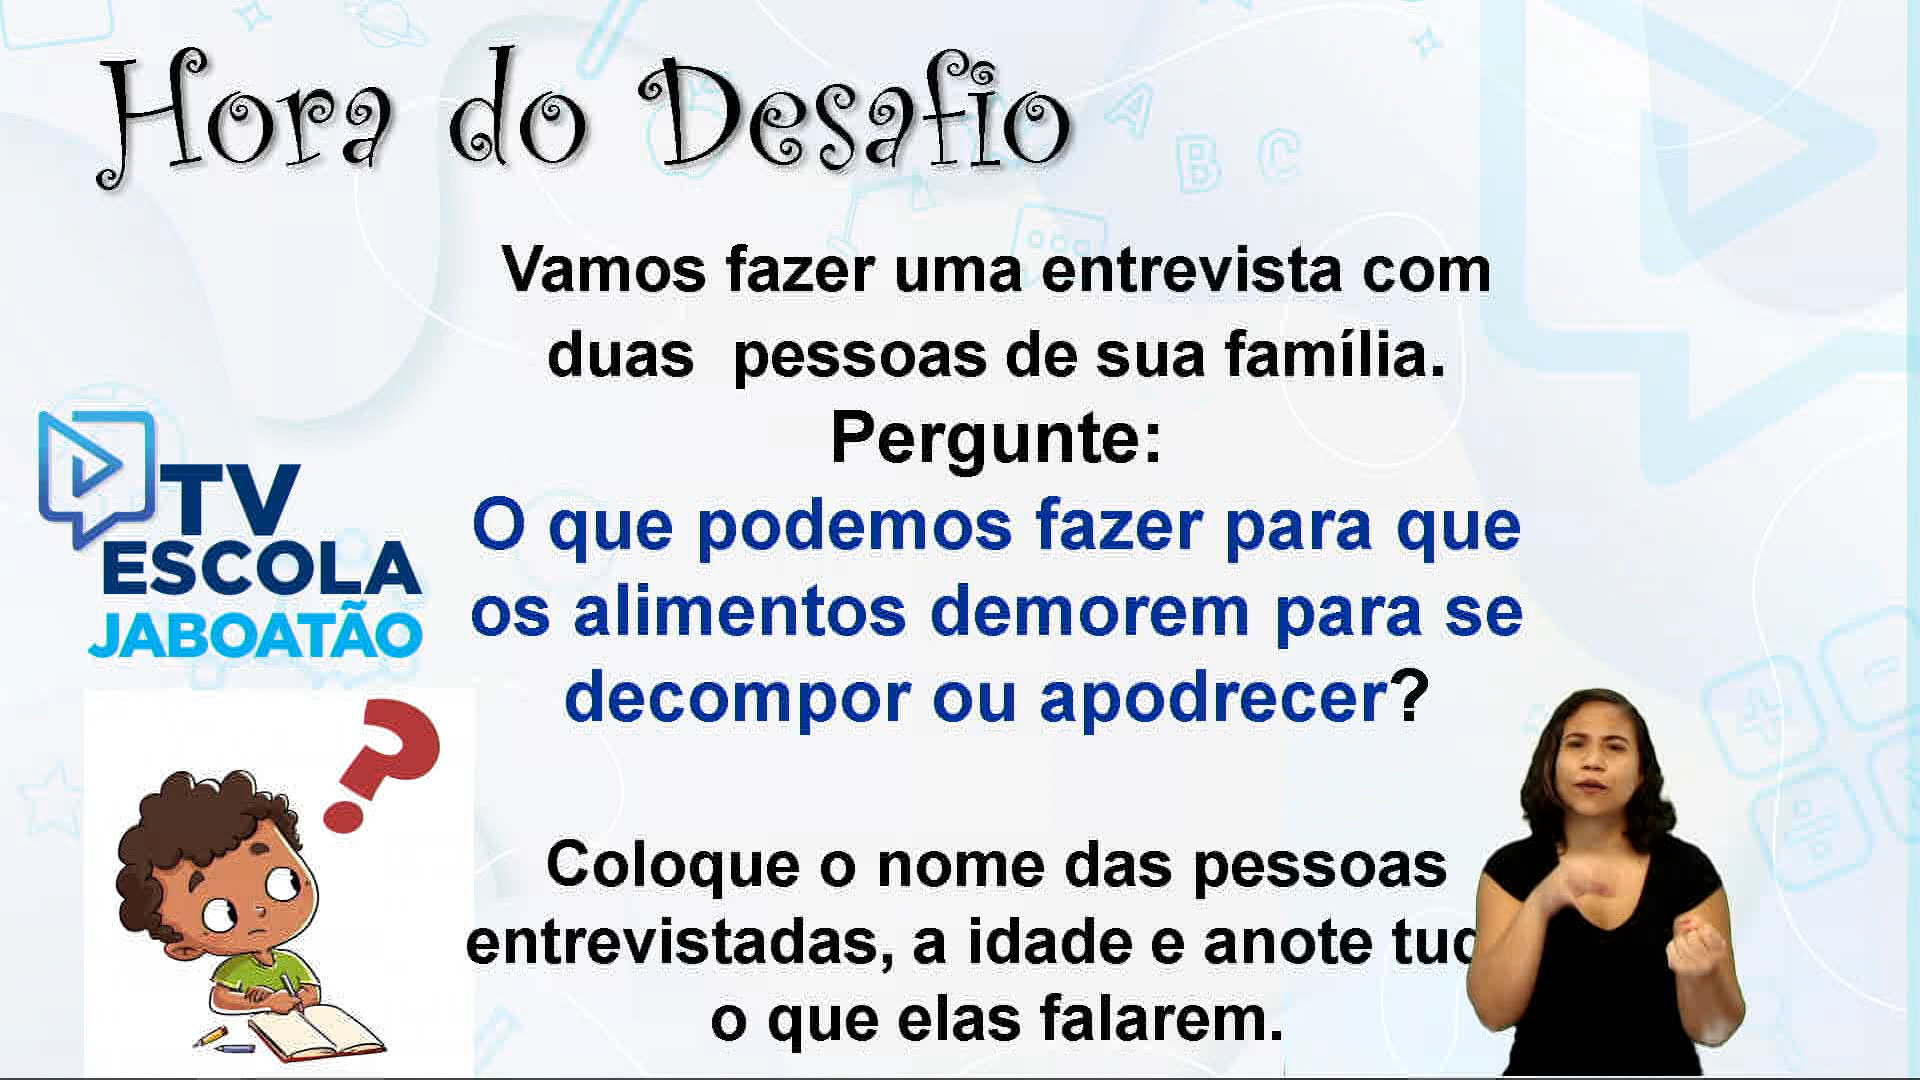 Hora do Desafio
Vamos fazer uma entrevista com
duas pessoas de sua família.
Pergunte:
O que podemos fazer para que
os alimentos demorem para se
decompor ou apodrecer?
TV
ESCOLA
JABOATÃO
Coloque o nome das pessoas
entrevistadas, a idade e anote
o que elas falarem.
A
B C